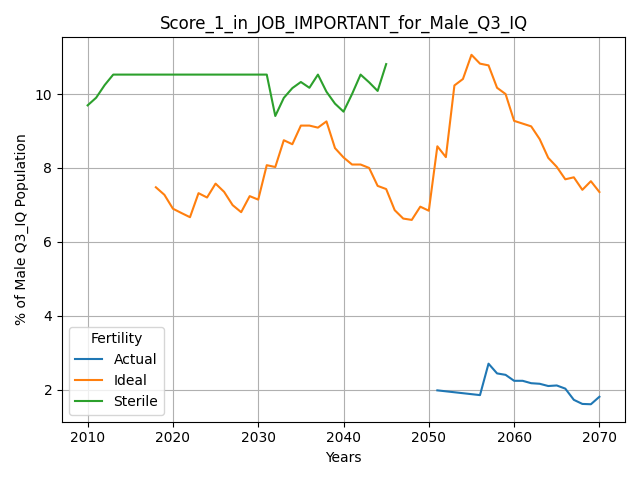 Score_1_in_JOB_IMPORTANT_for_Male_Q3_IQ
% of Male Q3_IQ Population
10
8
6
4
2
Fertility
Actual
Ideal
Sterile
2010 2020 2030 2040 2050 2060 2070
Years